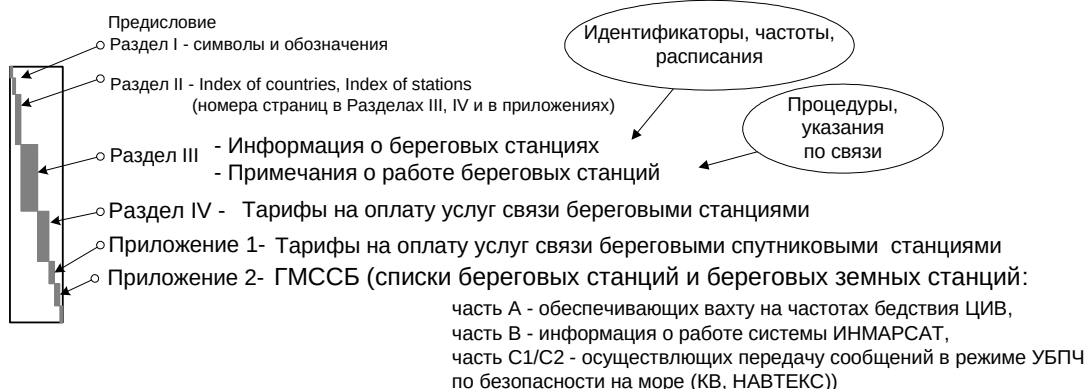 Предисловие
Раздел I - символы и обозначения
Идентификаторы, частоты,
расписания
Раздел II - Index of countries, Index of stations
(номера страниц в Разделах III, IV и в приложениях)
Процедуры,
указания
по связи
Раздел III
- Информация о береговых станциях
- Примечания о работе береговых станций
Раздел IV - Тарифы на оплату услуг связи береговыми станциями
Приложение 1- Тарифы на оплату услуг связи береговыми спутниковыми станциями
Приложение 2- ГМССБ (списки береговых станций и береговых земных станций:
часть А - обеспечивающих вахту на частотах бедствия ЦИВ,
часть В - информация о работе системы ИНМАРСАТ,
часть С1/С2 - осуществлющих передачу сообщений в режиме УБПЧ
по безопасности на море (КВ, НАВТЕКС))